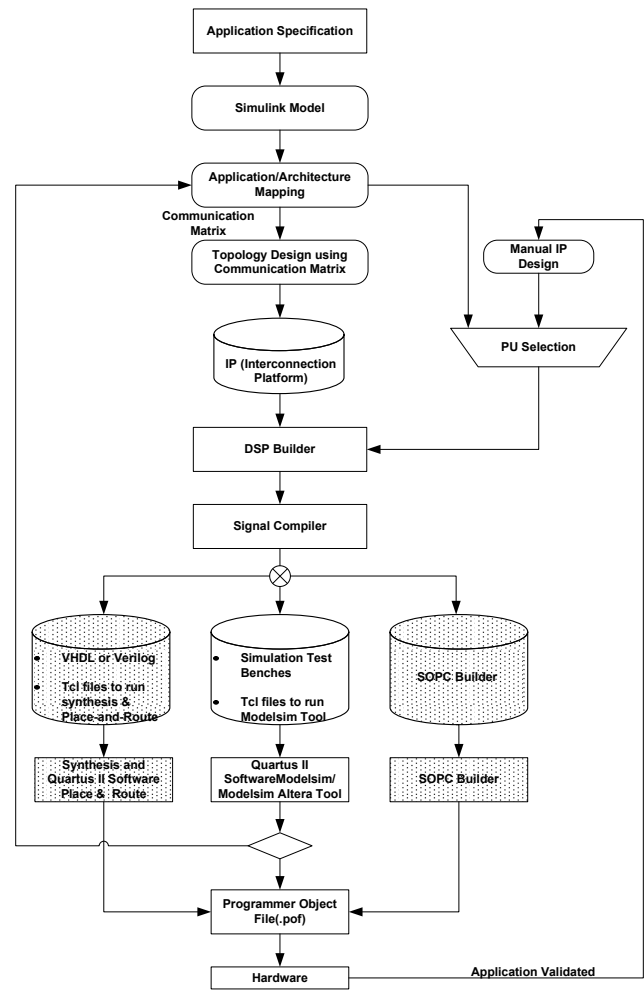 Application Specification
Simulink Model
Application/Architecture
Mapping
Communication
Matrix
Topology Design using
Communication Matrix
Manual IP
Design
PU Selection
IP (Interconnection
Platform)
DSP Builder
Signal Compiler
• VHDL or Verilog
• Tcl files to run
synthesis &
Place-and-Route
• Simulation Test
Benches
• Tcl files to run
Modelsim Tool
SOPC Builder
Synthesis and
Quartus II Software
Place & Route
Quartus II
SoftwareModelsim/
Modelsim Altera Tool
SOPC Builder
Programmer Object
File(.pof)
Hardware
Application Validated